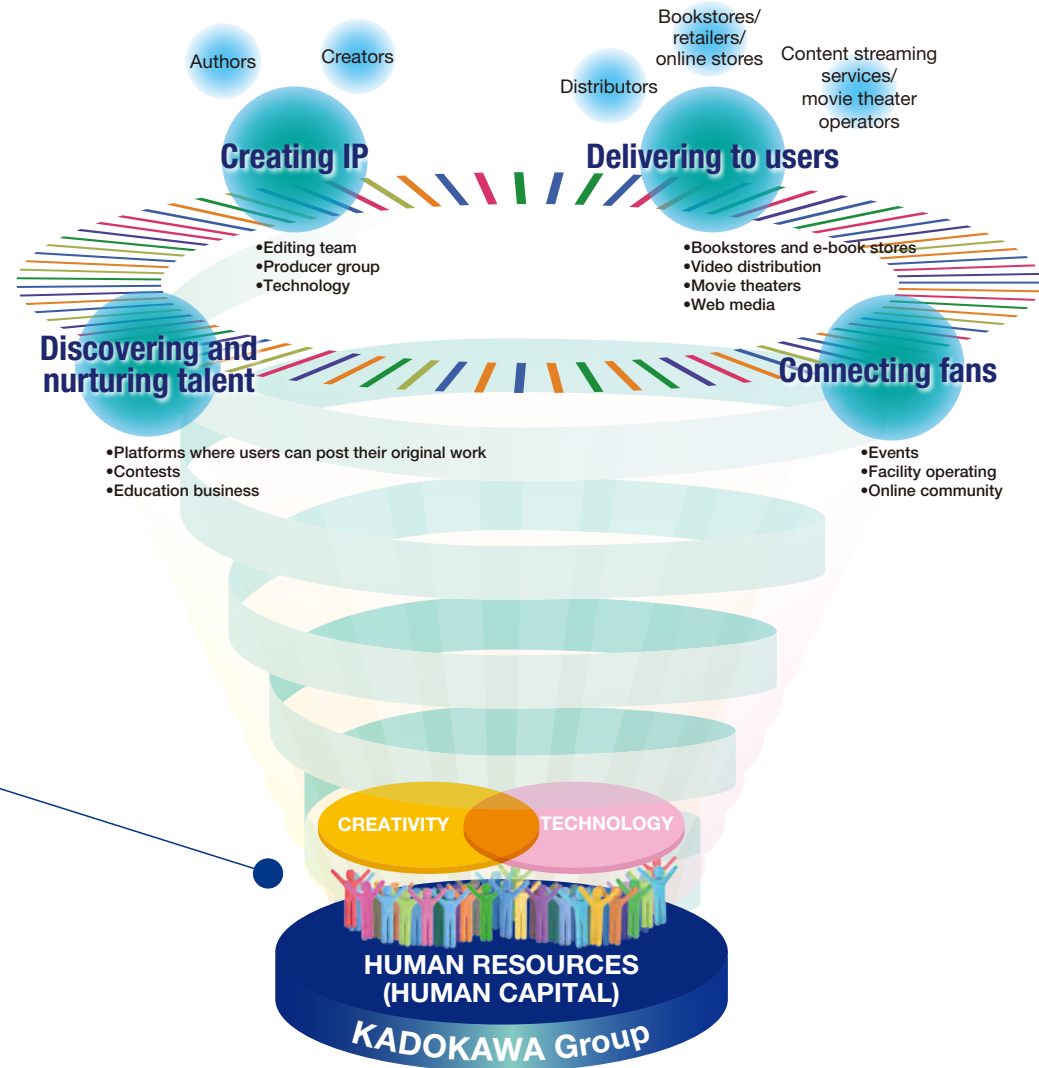 Authors
Creators
Creating IP
•Editing team
•Producer group
•Technology
Distributors
Bookstores/
retailers/
online stores
Content streaming
services/
movie theater
operators
Delivering to users
•Bookstores and e-book stores
•Video distribution
•Movie theaters
•Web media
Discovering and
nurturing talent
•Platforms where users can post their original work
•Contests
•Education business
Connecting fans
•Events
•Facility operating
•Online community
CREATIVITY
TECHNOLOGY
HUMAN RESOURCES
(HUMAN CAPITAL)
KADOKAWA Group